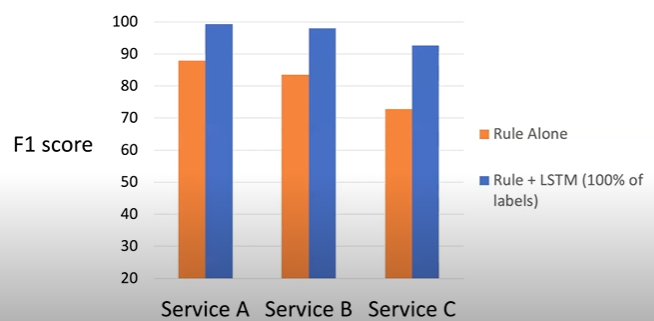 100
90
80
70
60
50
40
30
20
F1 score
Service A
Service B
Service C
Rule Alone
Rule + LSTM (100% of
labels)